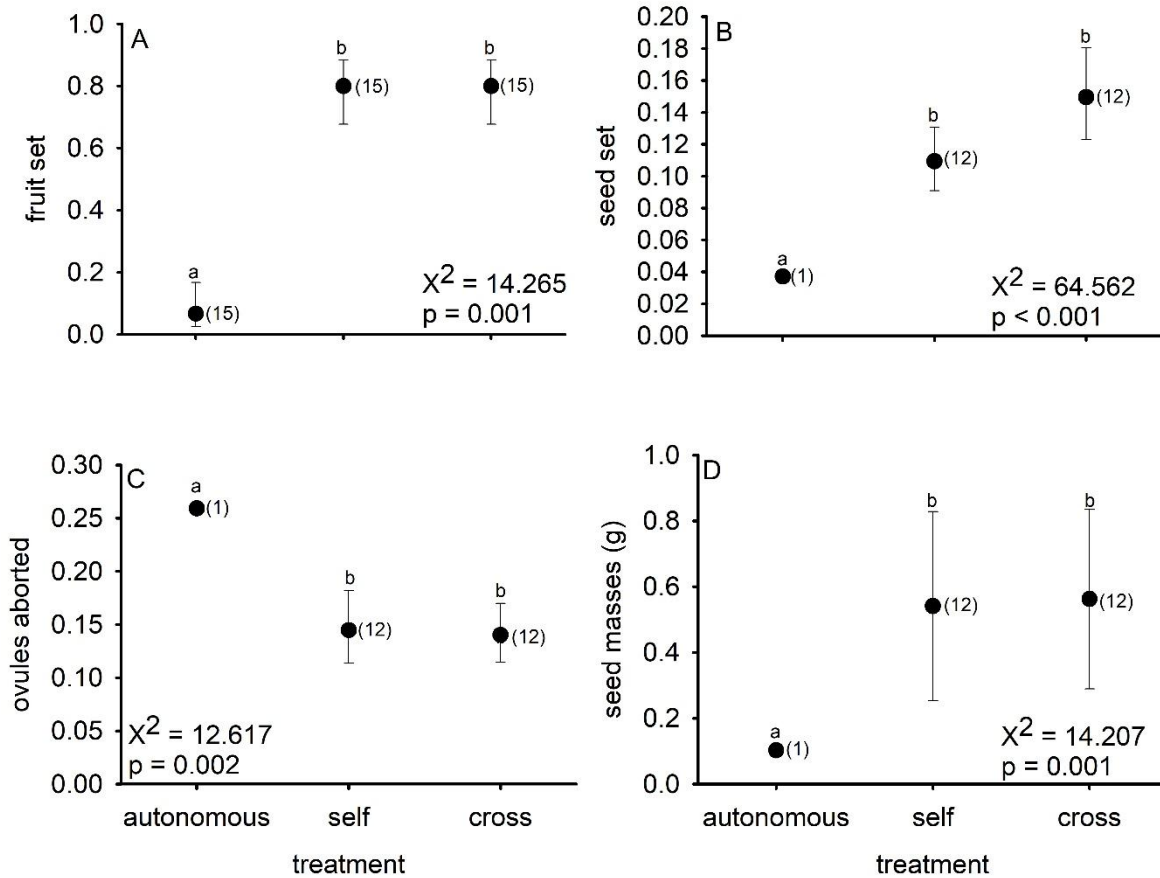 A
fruit set
1.0
0.8
0.6
0.4
0.2
0.0
a
(15)
b
(15)
b
(15)
X2 = 14.265
p = 0.001
B
seed set
0.20
0.18
0.16
0.14
0.12
0.10
0.08
0.06
0.04
0.02
0.00
a
(1)
b
(12)
b
(12)
X2 = 64.562
p < 0.001
C
ovules aborted
0.30
0.25
0.20
0.15
0.10
0.05
0.00
a
(1)
b
(12)
b
(12)
X2 = 12.617
p = 0.002
autonomous self cross
treatment
D
seed masses (g)
1.0
0.8
0.6
0.4
0.2
0.0
a
(1)
b
(12)
b
(12)
X2 = 14.207
p = 0.001
autonomous self cross
treatment